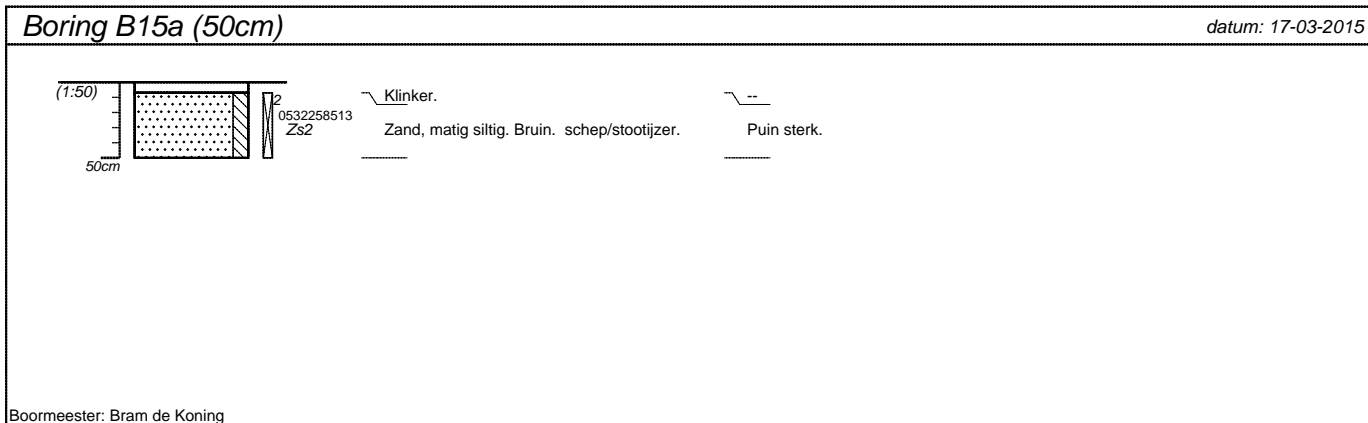 Boring B15a (50cm)
datum: 17-03-2015
(1:50)
2
Klinker.
--
0532258513
Zs2
Zand, matig siltig. Bruin. schep/stootijzer.
Puin sterk.
50cm
Boormeester: Bram de Koning